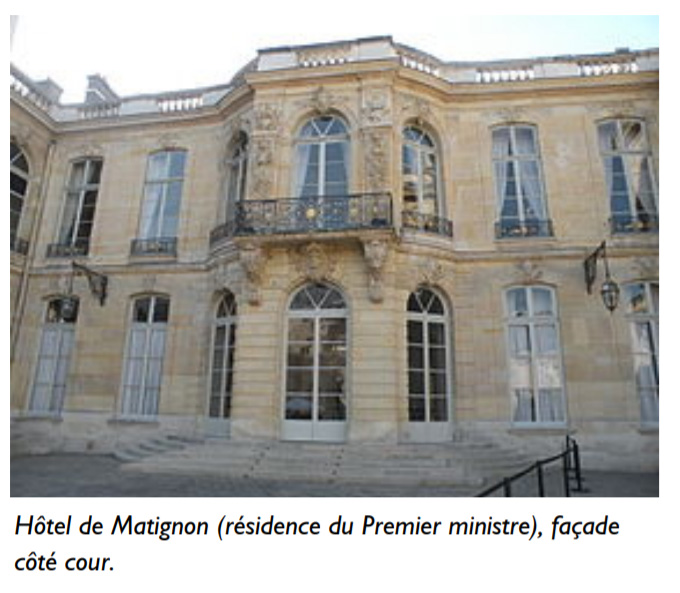 Hôtel de Matignon (résidence du Premier ministre), façade
côté cour.